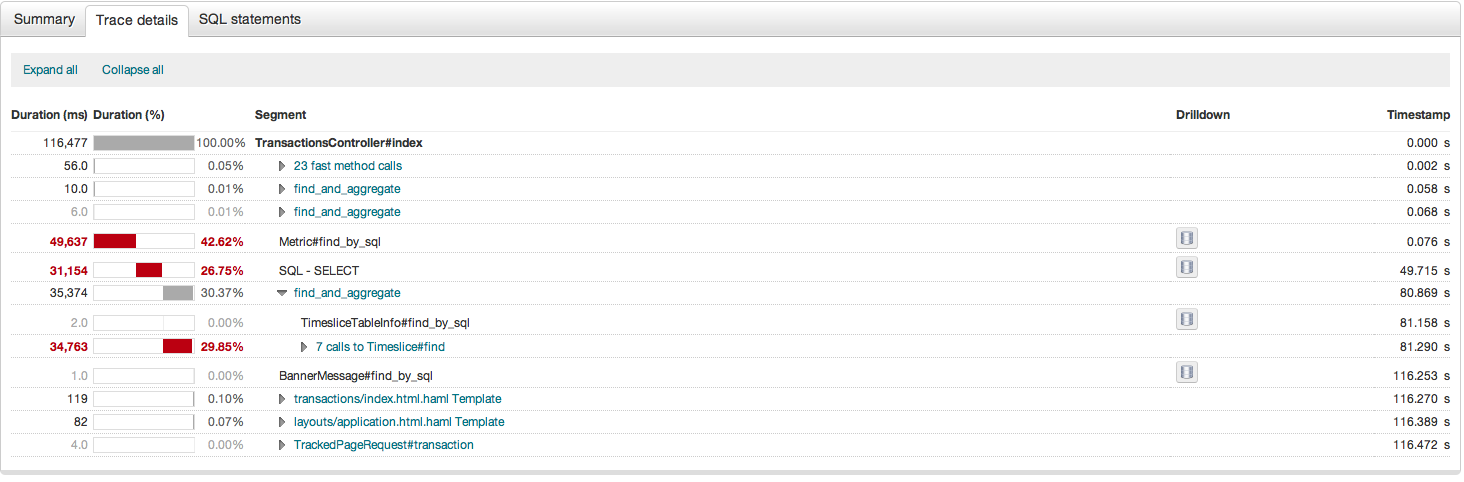 Summary Trace details SQL statements
Expand all Collapse all
Duration (ms) Duration (%) Segment Drilldown Timestamp
116,477 100.00% TransactionsController#index 0.000 s
56.0 0.05% 23 fast method calls 0.002 s
10.0 0.01% find_and_aggregate 0.058 s
6.0 0.01% find_and_aggregate 0.068 s
49,637 42.62% Metric#find_by_sql 0.076 s
31,154 26.75% SQL - SELECT 49.715 s
35,374 30.37% find_and_aggregate 80.869 s
2.0 0.00% TimesliceTableInfo#find_by_sql 81.158 s
34,763 29.85% 7 calls to Timeslice#find 81.290 s
1.0 0.00% BannerMessage#find_by_sql 116.253 s
119 0.10% transactions/index.html.haml Template 116.270 s
82 0.07% layouts/application.html.haml Template 116.389 s
4.0 0.00% TrackedPageRequest#transaction 116.472 s